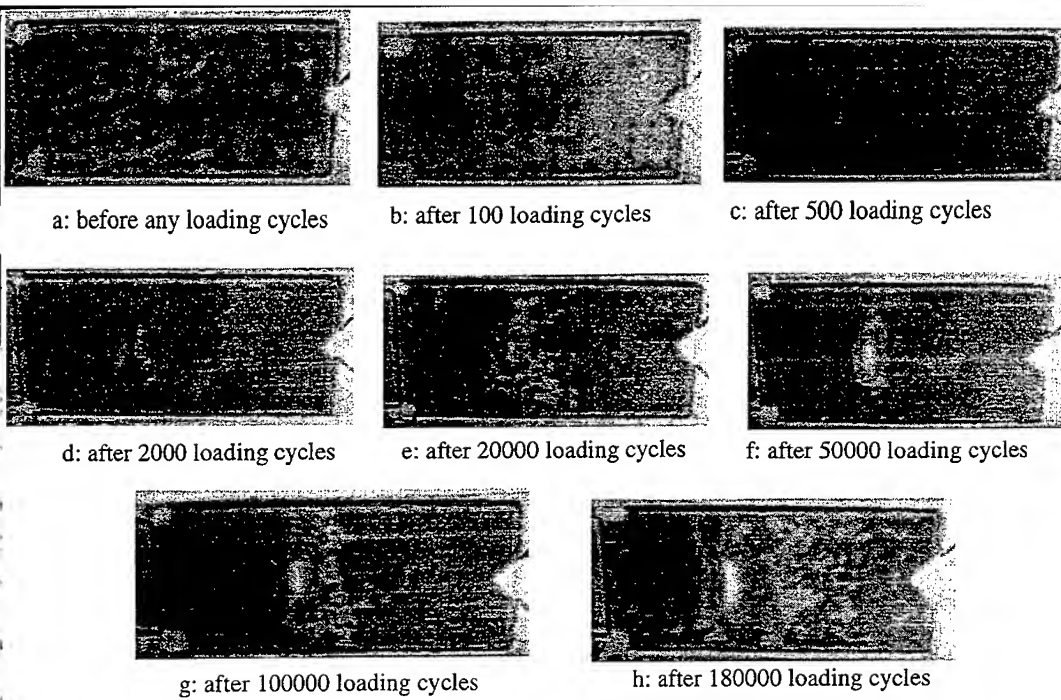 a: before any loading cycles
b: after 100 loading cycles
c: after 500 loading cycles
d: after 2000 loading cycles
e: after 20000 loading cycles
f: after 50000 loading cycles
g: after 100000 loading cycles
h: after 180000 loading cycles